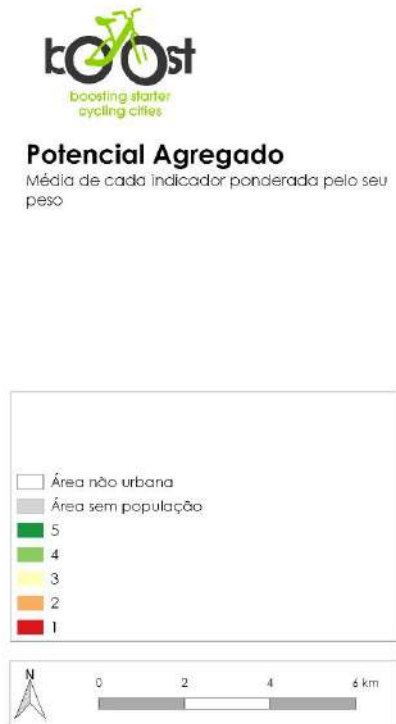 boost
boosting starter
cycling cities
Potencial Agregado
Média de cada indicador ponderada pelo seu
peso
Área não urbana
Área sem população
5
4
3
2
1
N
0 2 4 6 km